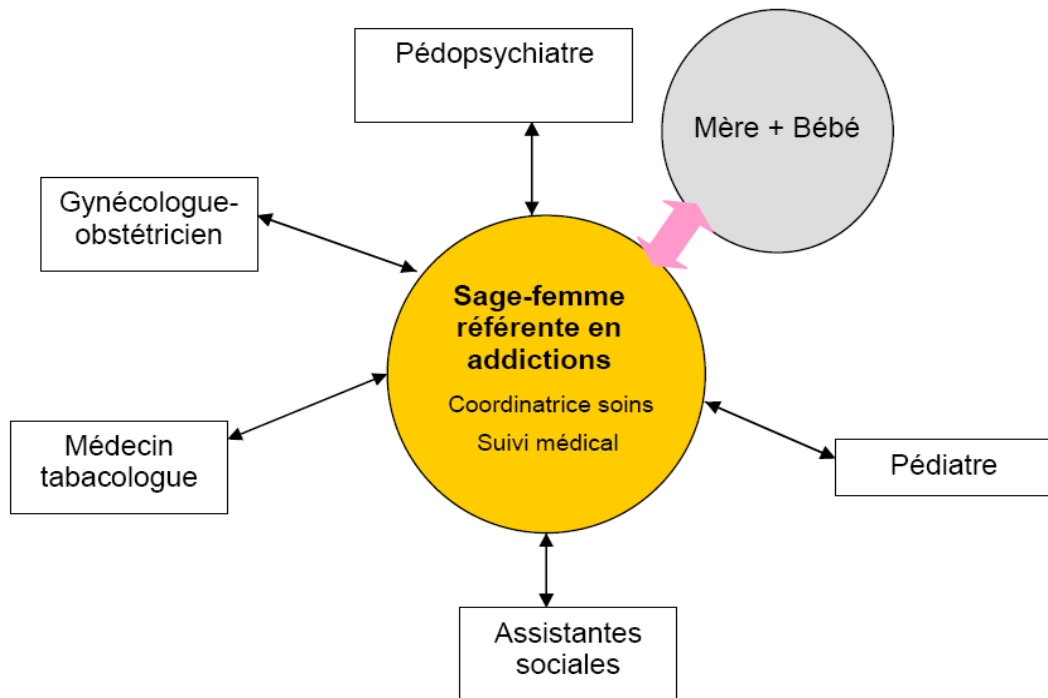 Pédopsychiatre
Mère + Bébé
Gynécologue-
obstétricien
Sage-femme
référente en
addictions
Coordinatrice soins
Suivi médical
Médecin
tabacologue
Pédiatre
Assistantes
sociales